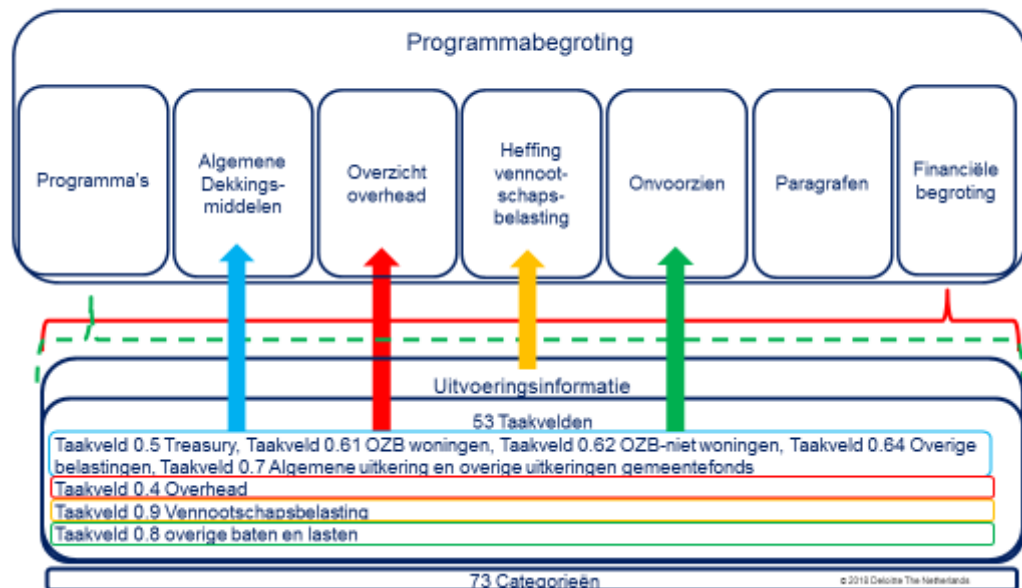 Programmabegroting
Programma's
Algemene
Dekkings-
middelen
Overzicht
overhead
Heffing
vennoot-
schaps-
belasting
Onvoorzien
Paragrafen
Financiële
begroting
Uitvoeringsinformatie
53 Taakvelden
Taakveld 0.5 Treasury, Taakveld 0.61 OZB woningen, Taakveld 0.62 OZB-niet woningen, Taakveld 0.64 Overige
belastingen, Taakveld 0.7 Algemene uitkering en overige uitkeringen gemeentefonds
Taakveld 0.4 Overhead
Taakveld 0.9 Vennootschapsbelasting
Taakveld 0.8 overige baten en lasten
73 Categorieën
© 2016 Deloitte The Netherlands